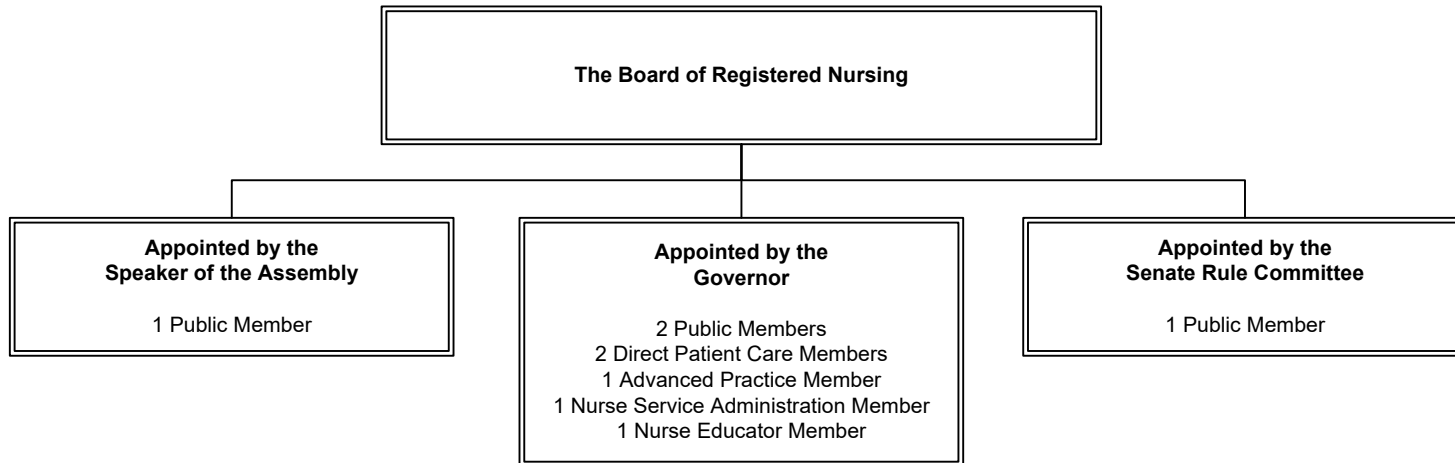 The Board of Registered Nursing
Appointed by the
Speaker of the Assembly
1 Public Member
Appointed by the
Governor
2 Public Members
2 Direct Patient Care Members
1 Advanced Practice Member
1 Nurse Service Administration Member
1 Nurse Educator Member
Appointed by the
Senate Rule Committee
1 Public Member